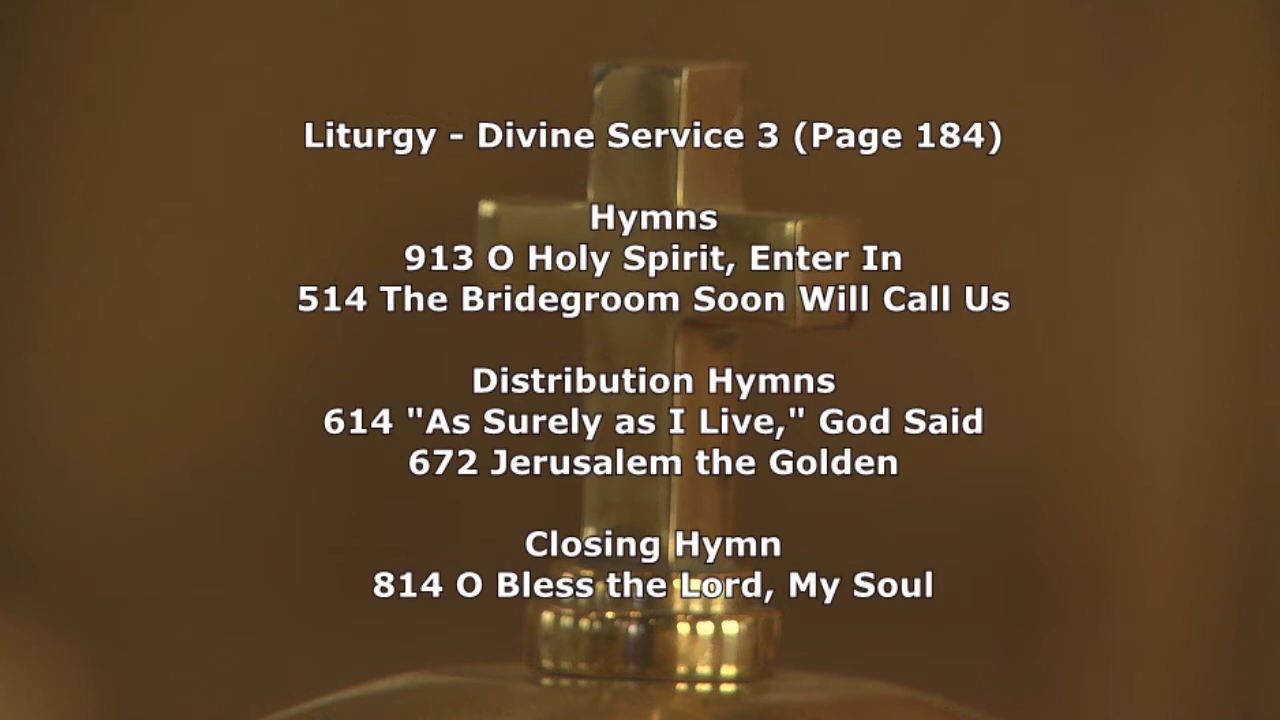 Liturgy - Divine Service 3 (Page 184)
Hymns
913 O Holy Spirit, Enter In
514 The Bridegroom Soon Will Call Us
Distribution Hymns
614 "As Surely as I Live," God Said
672 Jerusalem the Golden
Closing Hymn
814 O Bless the Lord, My Soul